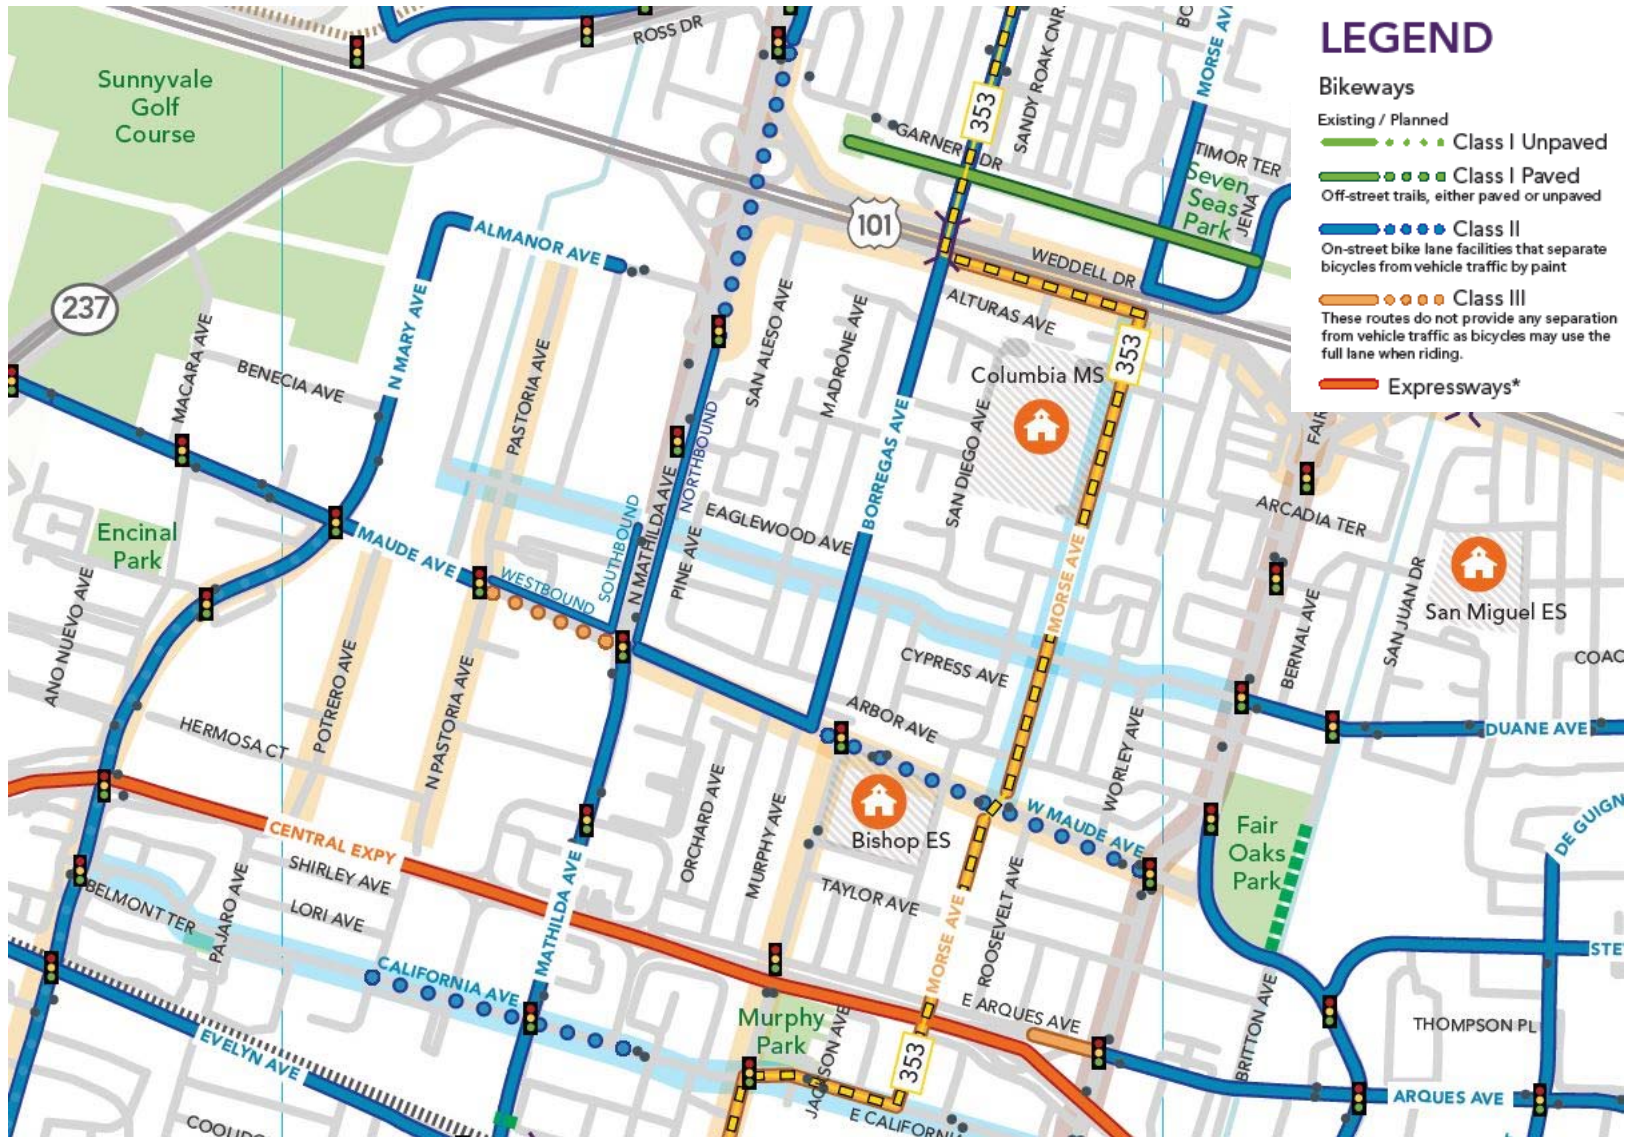 LEGEND
Bikeways
Existing / Planned
Class I Unpaved
Class I Paved
Off-street trails, either paved or unpaved
Class II
On-street bike lane facilities that separate
bicycles from vehicle traffic by paint
Class III
These routes do not provide any separation
from vehicle traffic as bicycles may use the
full lane when riding.
Expressways*
ROSS DR
Sunnyvale
Golf
Course
353
SANDY ROAK CNR
MORSE AVE
GARNER DR
TIMOR TER
Seven
Seas
Park
JENA
101
ALMANOR AVE
WEDDELL DR
237
N MARY AVE
ALTURAS AVE
SAN ALESO AVE
MADRONE AVE
MACARA AVE
BENECIA AVE
PASTORIA AVE
353
Columbia MS
NORTHBOUND
BORREGAS AVE
SAN DIEGO AVE
FAIR
ARCADIA TER
Encinal
Park
MAUDE AVE
WESTBOUND
SOUTHBOUND
N MATHILDA AVE
PINE AVE
EAGLEWOOD AVE
MORSE AVE
BERNAL AVE
SAN JUAN DR
San Miguel ES
ANO NUEVO AVE
COAC
CYPRESS AVE
POTRERO AVE
N PASTORIA AVE
HERMOSA CT
ARBOR AVE
WORLEY AVE
DUANE AVE
ORCHARD AVE
MURPHY AVE
Bishop ES
W MAUDE AVE
Fair
Oaks
Park
DE GUIGN
CENTRAL EXPY
SHIRLEY AVE
BELMONT TER
PAJARO AVE
LORI AVE
TAYLOR AVE
MATHILDA AVE
MORSE AVE
ROOSEVELT AVE
STE
CALIFORNIA AVE
E ARQUES AVE
Murphy
Park
JACKSON AVE
353
BRITTON AVE
THOMPSON PL
EVELYN AVE
ARQUES AVE
E CALIFORNIA